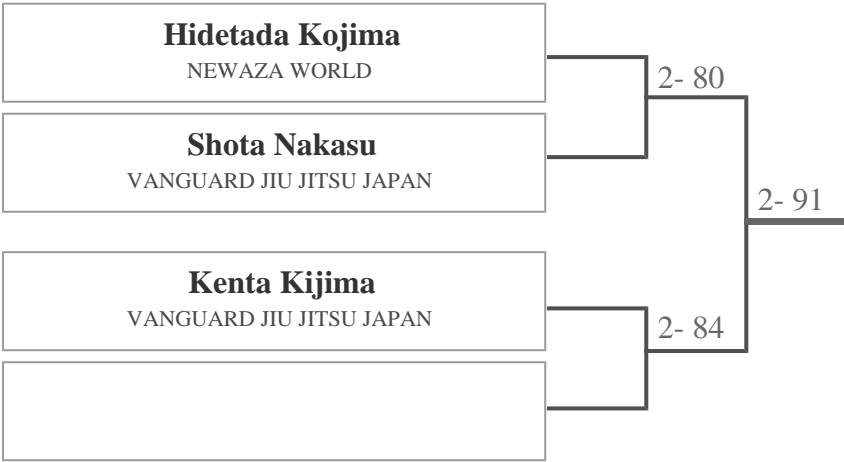 Hidetada Kojima
NEWAZA WORLD
2- 80
Shota Nakasu
VANGUARD JIU JITSU JAPAN
2- 91
Kenta Kijima
VANGUARD JIU JITSU JAPAN
2- 84